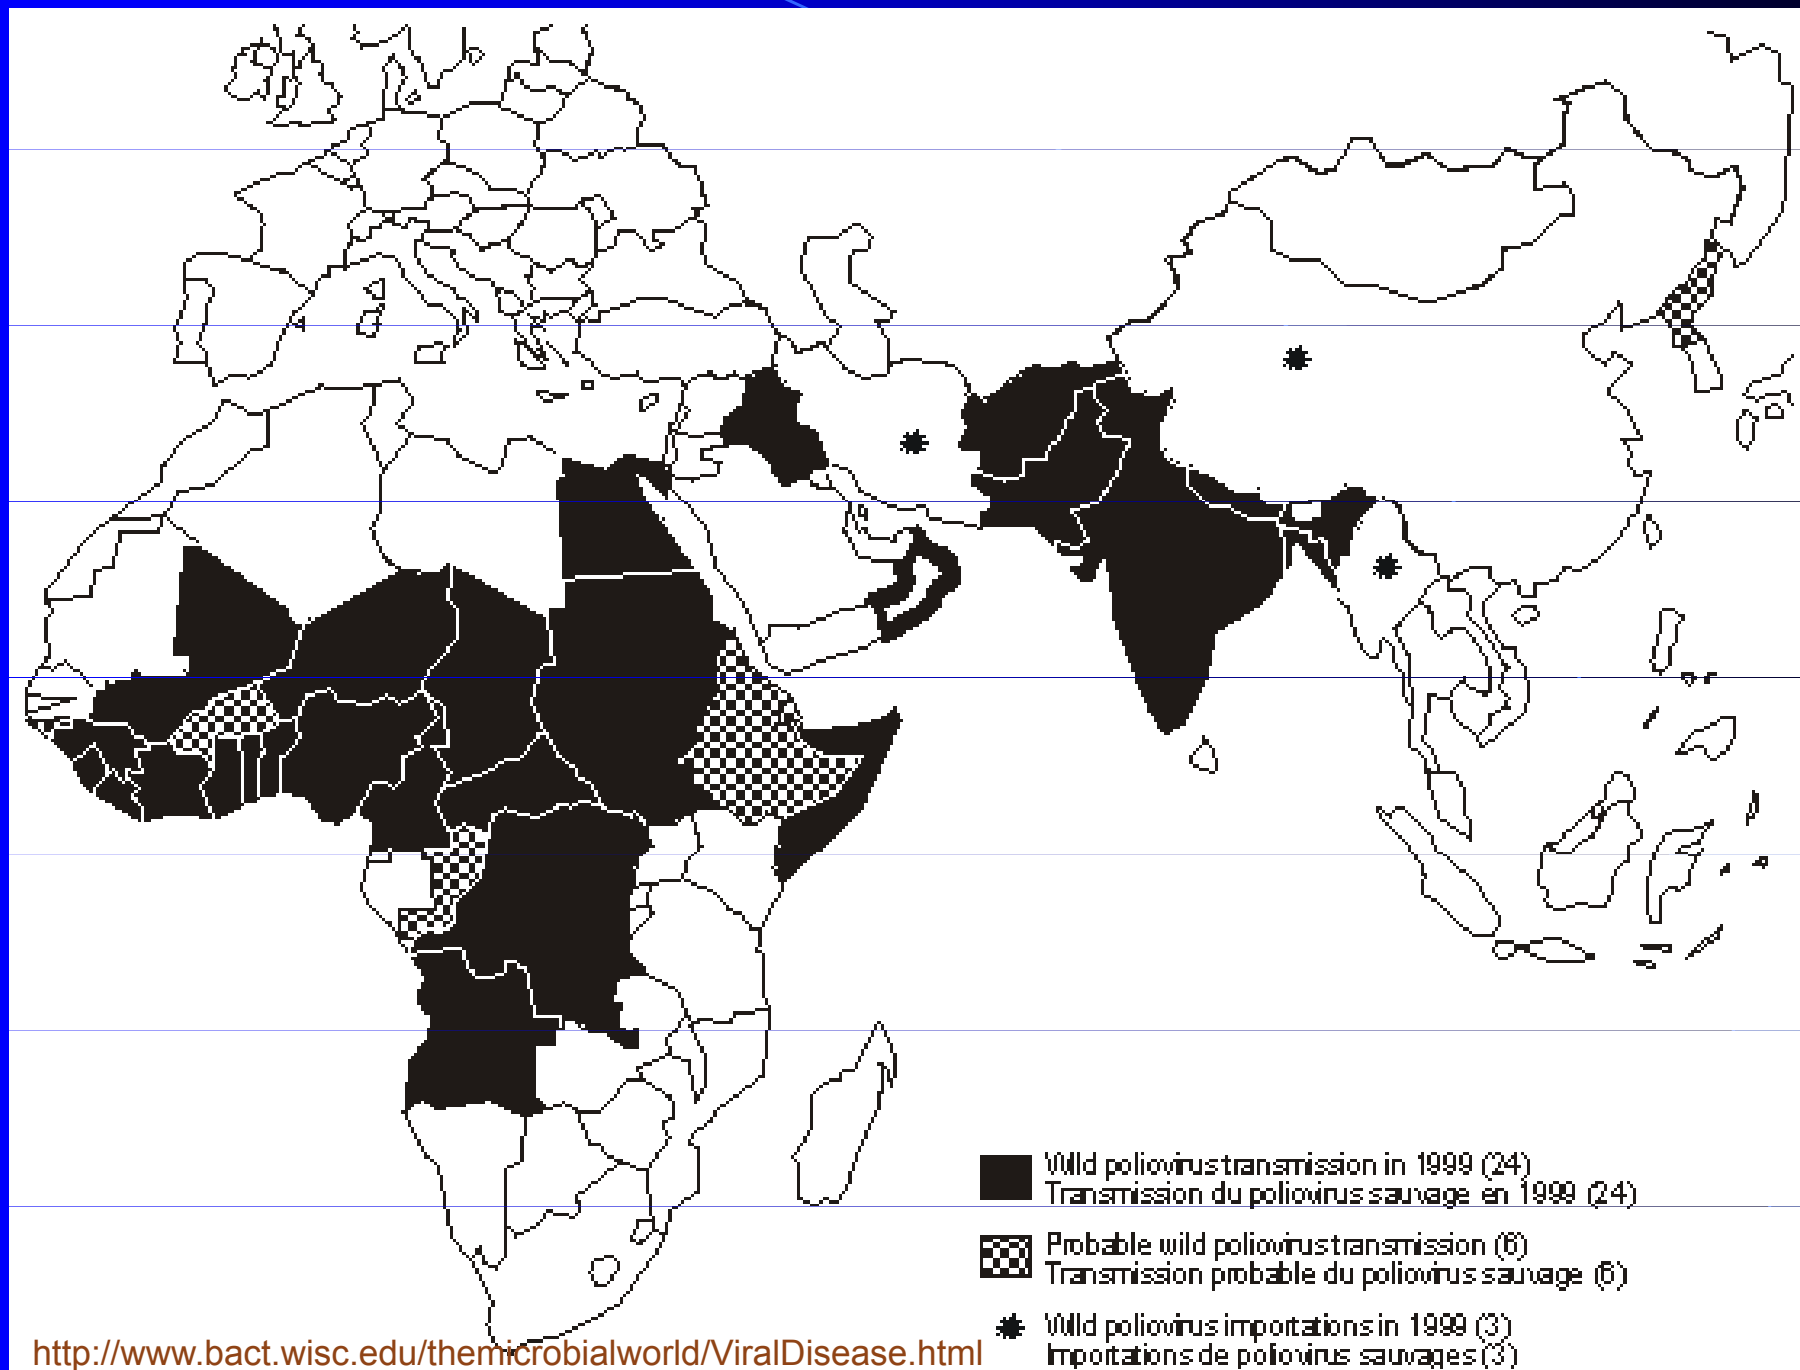 Wild poliovirus transmission in 1999 (24)
Transmission du poliovirus sauvage en 1999 (24)
Probable wild poliovirus transmission (6)
Transmission probable du poliovirus sauvage (6)
Wild poliovirus importations in 1999 (3)
Importations de poliovirus sauvages (3)
http://www.bact.wisc.edu/themicrobialworld/ViralDisease.html